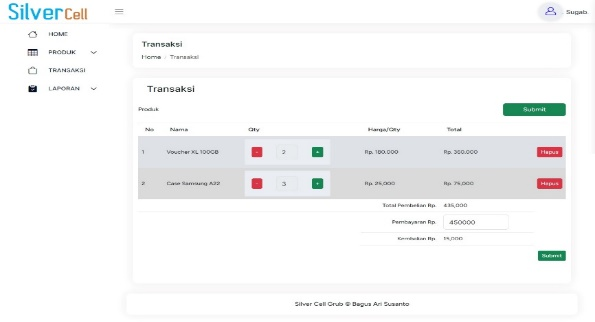 SilverCell
Sugab
HOME
PRODUK
TRANSAKSI
LAPORAN
Transaksi
Home / Transaksi
Transaksi
Produk
Submit
No Nama Qty Harga/Qty Total
1 Voucher XL 100GB - 2 + Rp. 180,000 Rp. 360,000 Hapus
2 Case Samsung A22 - 3 + Rp. 25,000 Rp. 75,000 Hapus
Total Pembelian Rp. 435,000
Pembayaran Rp. 450000
Kembalian Rp. 15,000
Submit
Silver Cell Grub © Bagus Ari Susanto